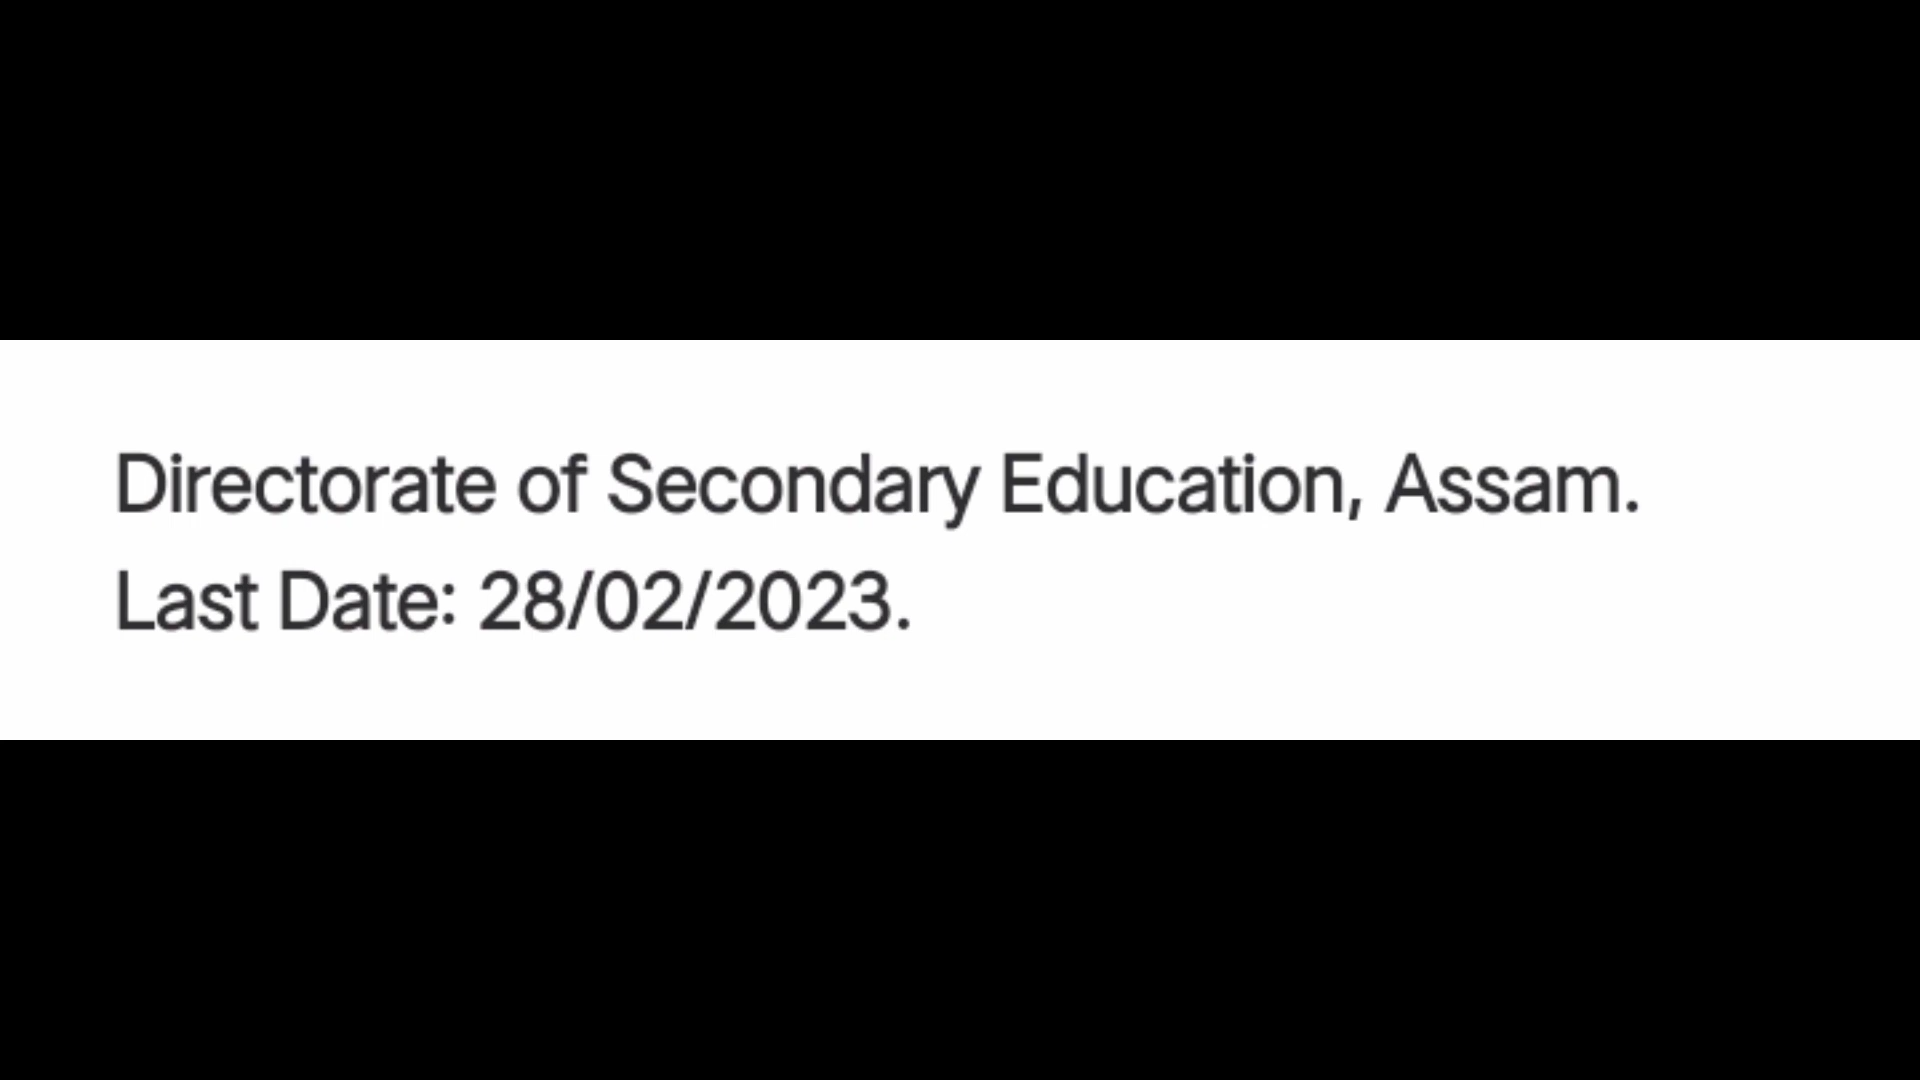 Directorate of Secondary Education, Assam.
Last Date: 28/02/2023.